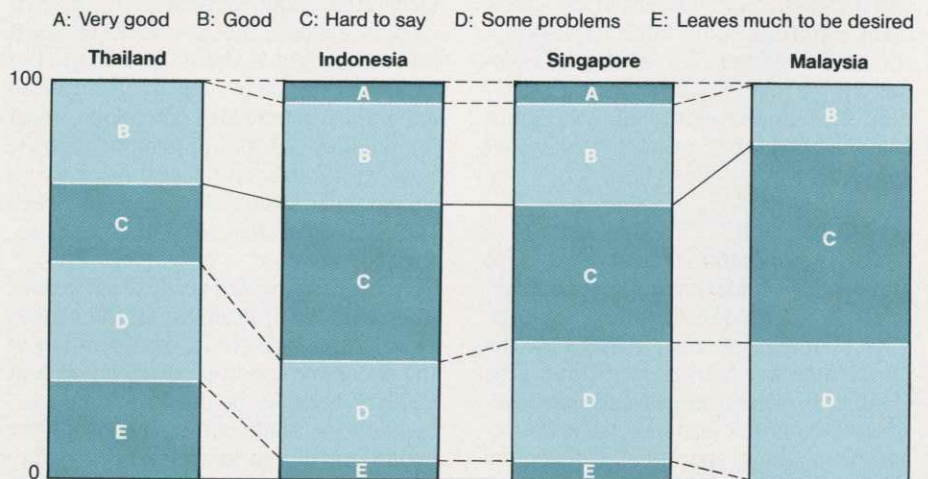 A: Very good B: Good C: Hard to say D: Some problems E: Leaves much to be desired
Thailand Indonesia Singapore Malaysia
100
A A
B B B B
C C C C
D D D D
E E E
0